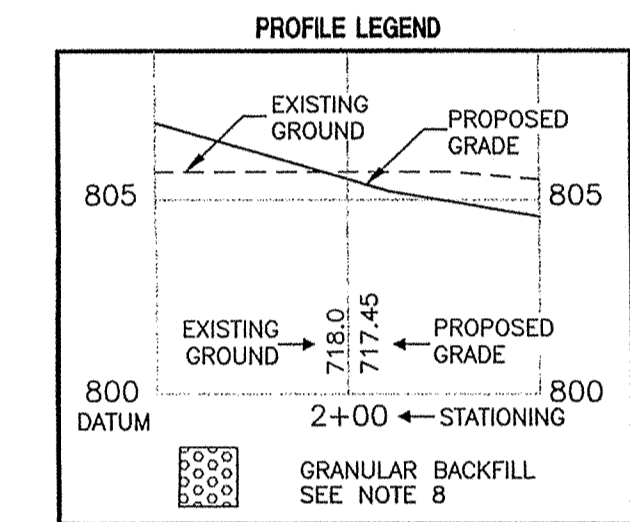 PROFILE LEGEND
EXISTING
GROUND
PROPOSED
GRADE
805
805
EXISTING
GROUND
718.0
717.45
PROPOSED
GRADE
800
800
DATUM
2+00
STATIONING
GRANULAR BACKFILL
SEE NOTE 8